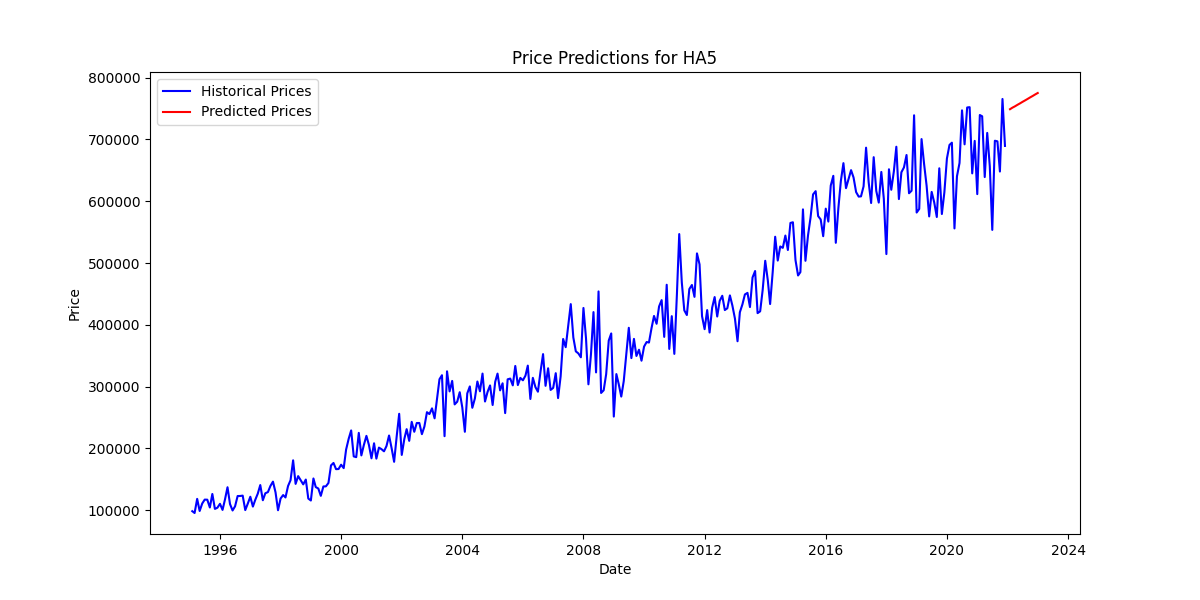 Price Predictions for HA5
Historical Prices
Predicted Prices
800000
700000
600000
500000
400000
300000
200000
100000
Price
1996 2000 2004 2008 2012 2016 2020 2024
Date